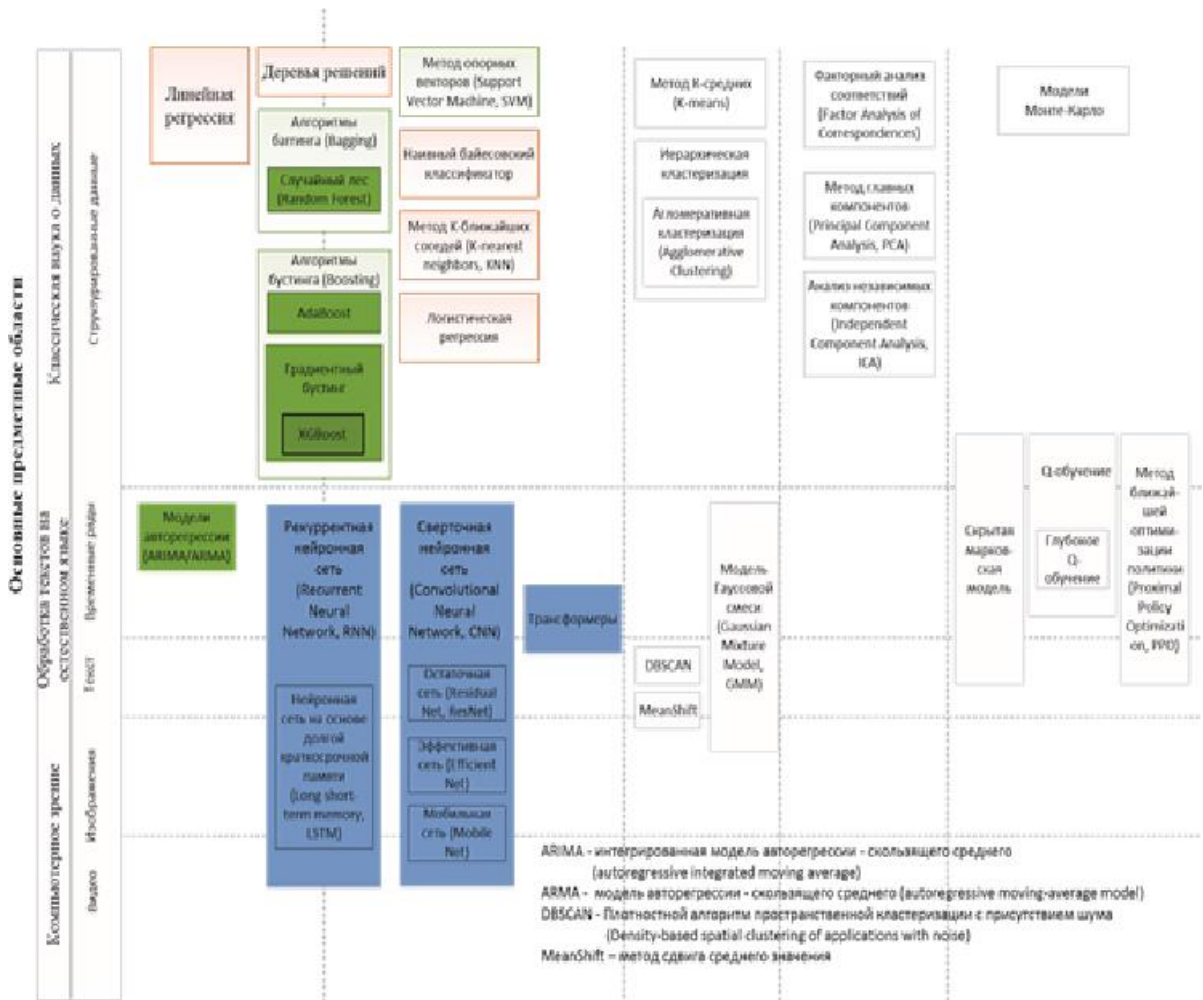 Основные предметные области
Классическая наука о данных
Структурированные данные
Обработка текстов на
естественном языке
Временные ряды
Текст
Компьютерное зрение
Изображения
Видео
Линейная
регрессия
Деревья решений
Алгоритмы
баггинга (Bagging)
Случайный лес
(Random Forest)
Алгоритмы
бустинга (Boosting)
AdaBoost
Градиентный
бустинг
XGBoost
Метод опорных
векторов (Support
Vector Machine, SVM)
Наивный байесовский
классификатор
Метод К-ближайших
соседей (K-nearest
neighbors, KNN)
Логистическая
регрессия
Метод К-средних
(K-means)
Иерархическая
кластеризация
Агломеративная
кластеризация
(Agglomerative
Clustering)
Факторный анализ
соответствий
(Factor Analysis of
Correspondences)
Метод главных
компонентов
(Principal Component
Analysis, PCA)
Анализ независимых
компонентов
(Independent
Component Analysis,
ICA)
Модели
Монте-Карло
Модели
авторегрессии
(ARIMA/ARMA)
Рекуррентная
нейронная
сеть
(Recurrent
Neural
Network, RNN)
Нейронная
сеть на основе
долгой
краткосрочной
памяти
(Long short-
term memory,
LSTM)
Сверточная
нейронная
сеть
(Convolutional
Neural
Network, CNN)
Остаточная
сеть (Residual
Net, ResNet)
Эффективная
сеть (Efficient
Net)
Мобильная
сеть (Mobile
Net)
Трансформеры
DBSCAN
MeanShift
Модель
Гауссовой
смеси
(Gaussian
Mixture
Model,
GMM)
Скрытая
марков-
ская
модель
Q-обучение
Глубокое
Q-
обучение
Метод
ближай-
шей
оптими-
зации
политики
(Proximal
Policy
Optimizati
on, PPO)
ARIMA - интегрированная модель авторегрессии - скользящего среднего
(autoregressive integrated moving average)
ARMA - модель авторегрессии - скользящего среднего (autoregressive moving-average model)
DBSCAN - Плотностной алгоритм пространственной кластеризации с присутствием шума
(Density-based spatial clustering of applications with noise)
MeanShift – метод сдвига среднего значения